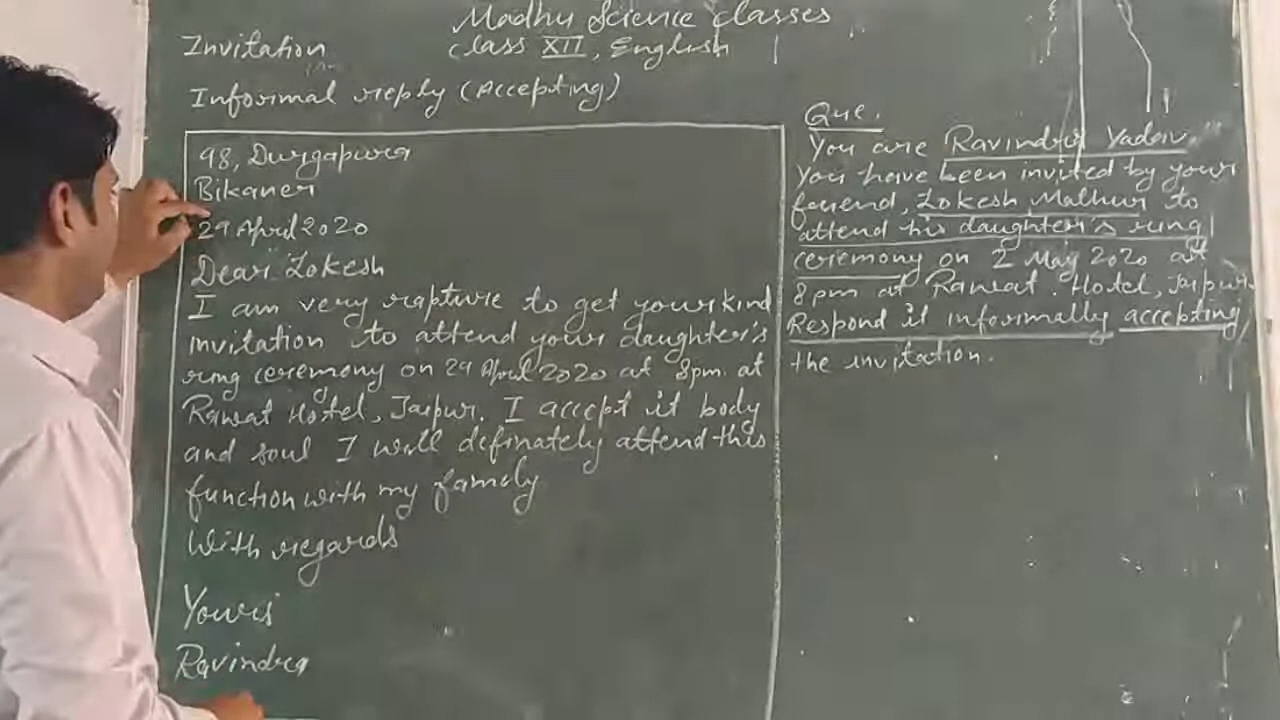 Madhu Science Classes
Invitation
Class XII, English
Informal reply (Accepting)
98, Durgapura
Bikaner
29 April 2020
Dear Lokesh
I am very rapture to get your kind
invitation to attend your daughter's
ring ceremony on 29 April 2020 at 8pm at
Rawat Hotel, Jaipur. I accept it body
and soul I will definately attend this
function with my family
With regards
Yours
Ravindra
Que.
You are Ravindra Yadav.
You have been invited by your
friend, Lokesh Mathur to
attend his daughter's ring
ceremony on 2 May 2020 at
8pm at Rawat Hotel, Jaipur.
Respond it informally accepting
the invitation.